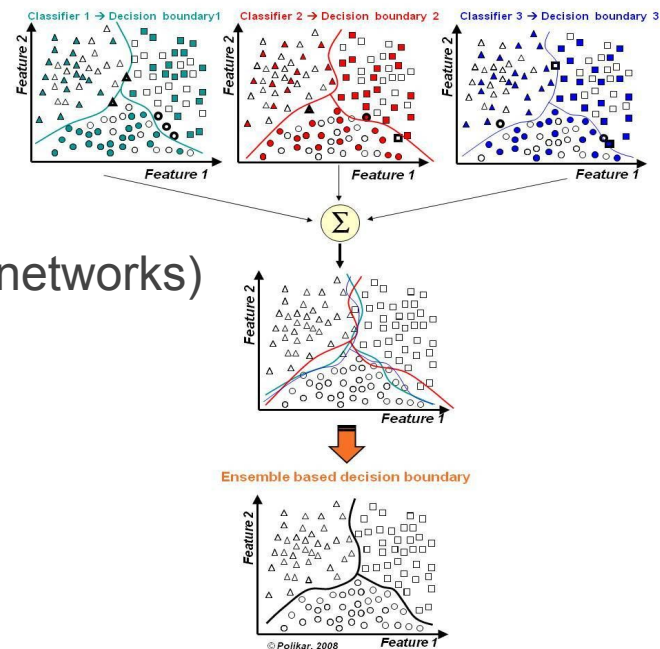 Classifier 1 → Decision boundary1
Classifier 2 → Decision boundary 2
Classifier 3 → Decision boundary 3
Feature 2
Feature 1
Feature 2
Feature 1
Feature 2
Feature 1
Σ
networks)
Feature 2
Feature 1
Ensemble based decision boundary
Feature 2
Feature 1
© Polikar, 2008